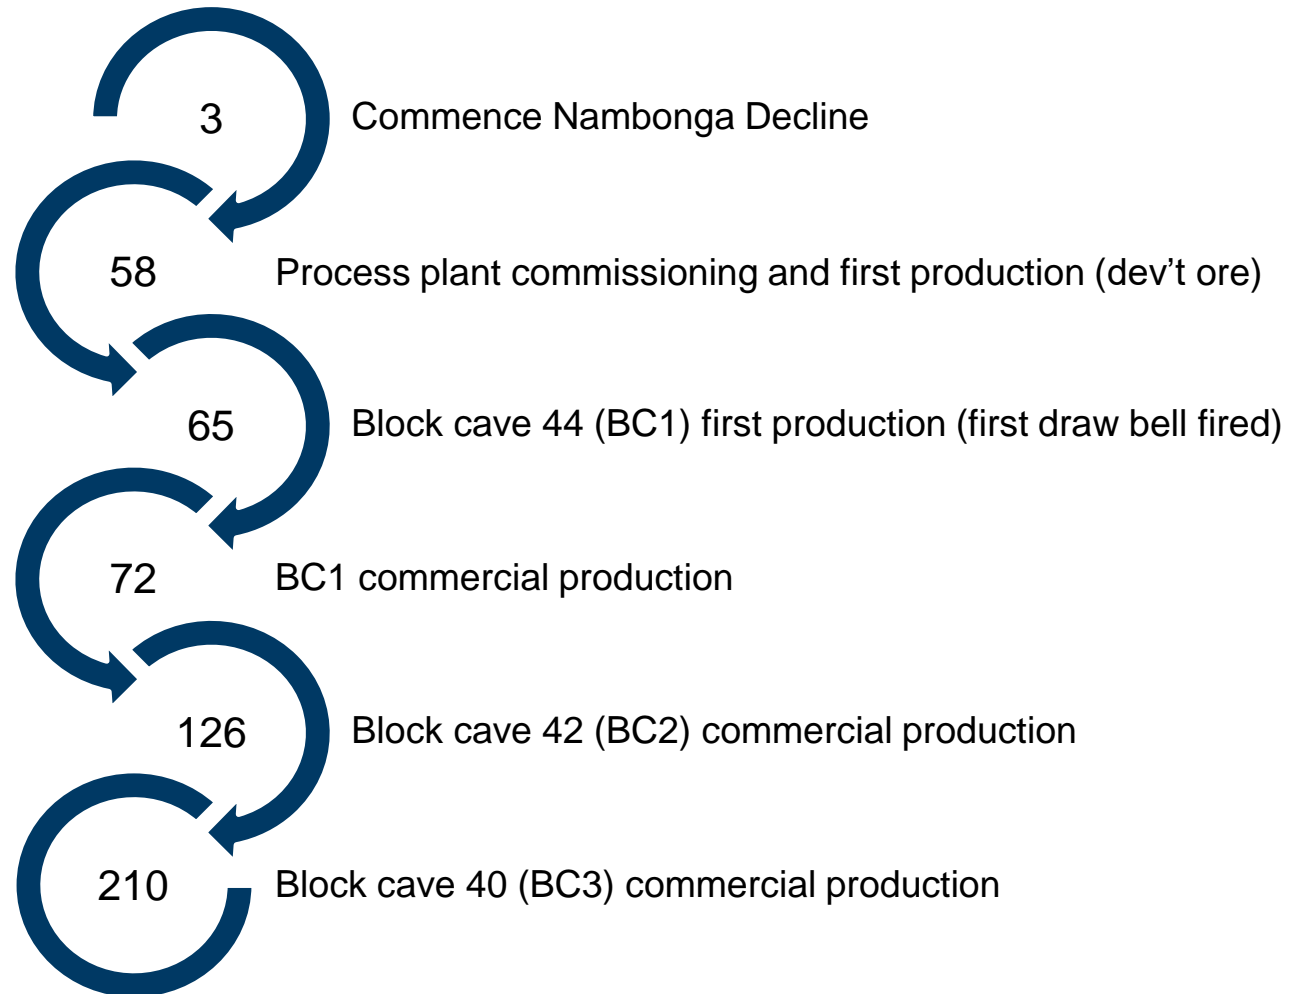 3 Commence Nambonga Decline
58 Process plant commissioning and first production (dev’t ore)
65 Block cave 44 (BC1) first production (first draw bell fired)
72 BC1 commercial production
126 Block cave 42 (BC2) commercial production
210 Block cave 40 (BC3) commercial production